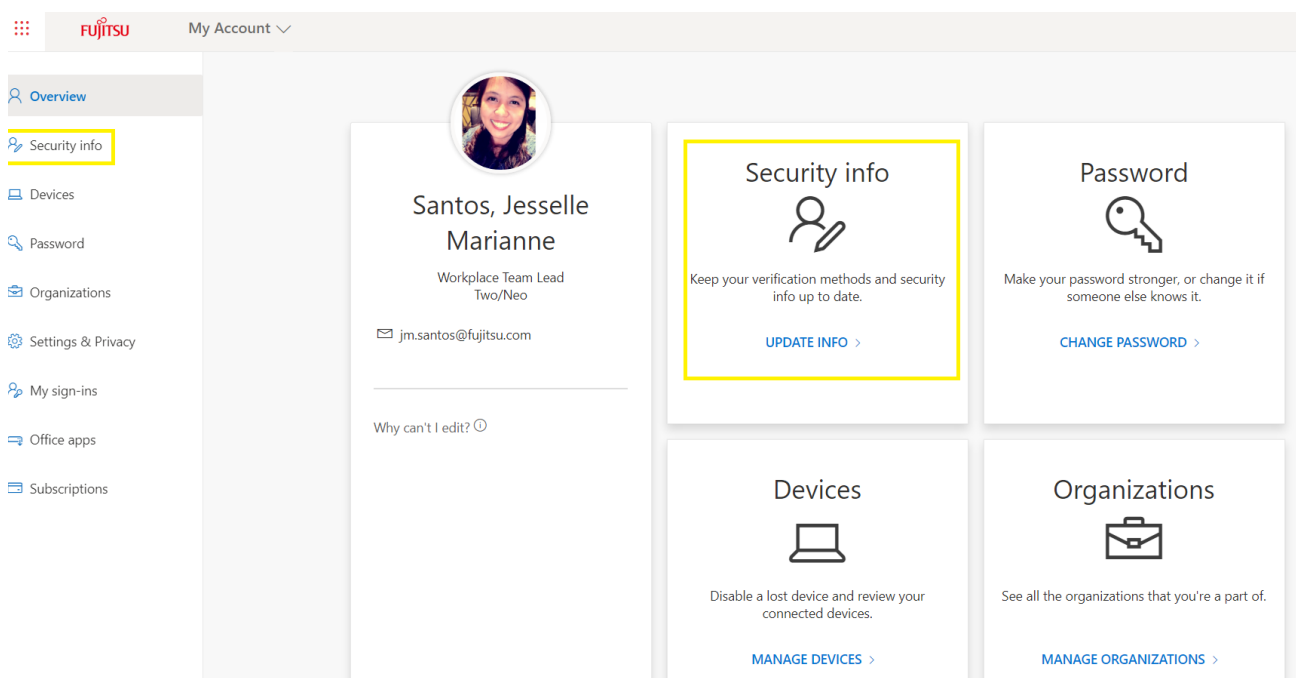 FUJITSU
My Account
Overview
Security info
Devices
Password
Organizations
Settings & Privacy
My sign-ins
Office apps
Subscriptions
Santos, Jesselle
Marianne
Workplace Team Lead
Two/Neo
jm.santos@fujitsu.com
Why can't I edit?
Security info
Keep your verification methods and security
info up to date.
UPDATE INFO >
Password
Make your password stronger, or change it if
someone else knows it.
CHANGE PASSWORD >
Devices
Disable a lost device and review your
connected devices.
MANAGE DEVICES >
Organizations
See all the organizations that you're a part of.
MANAGE ORGANIZATIONS >